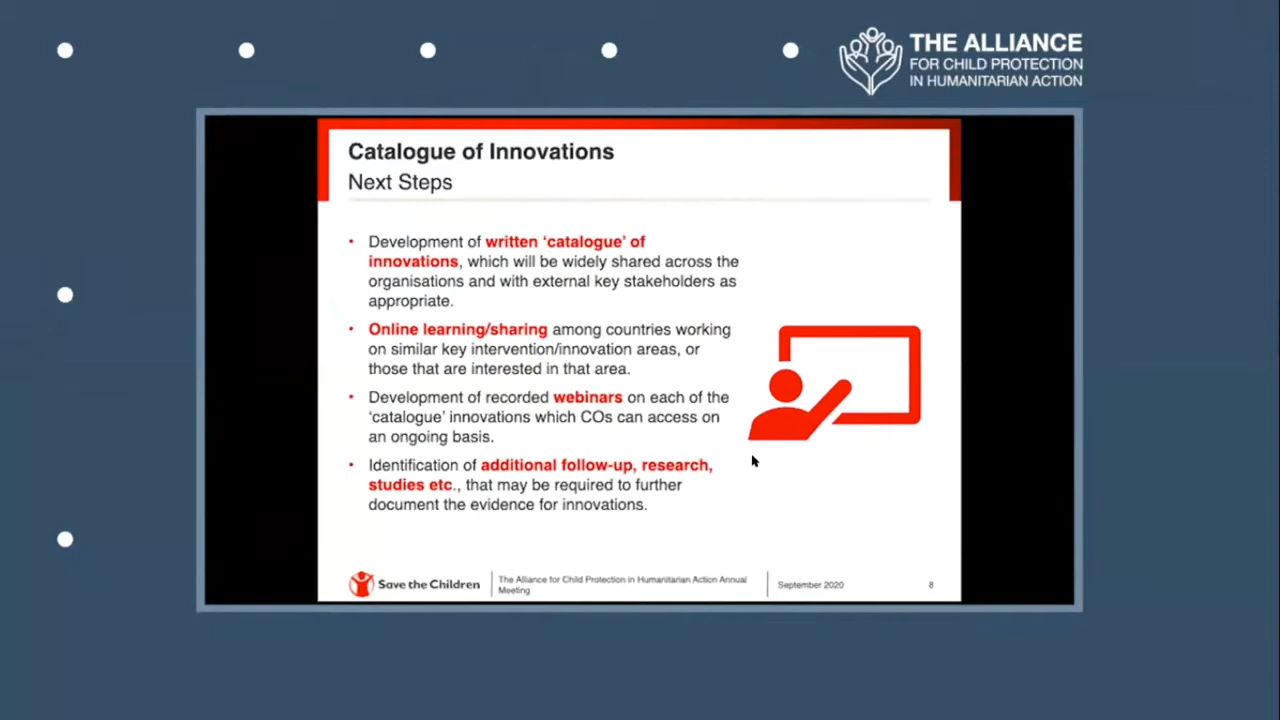 THE ALLIANCE
FOR CHILD PROTECTION
IN HUMANITARIAN ACTION
Catalogue of Innovations
Next Steps
• Development of written ‘catalogue’ of
innovations, which will be widely shared across the
organisations and with external key stakeholders as
appropriate.
• Online learning/sharing among countries working
on similar key intervention/innovation areas, or
those that are interested in that area.
• Development of recorded webinars on each of the
‘catalogue’ innovations which COs can access on
an ongoing basis.
• Identification of additional follow-up, research,
studies etc., that may be required to further
document the evidence for innovations.
Save the Children
The Alliance for Child Protection in Humanitarian Action Annual
Meeting
September 2020
8